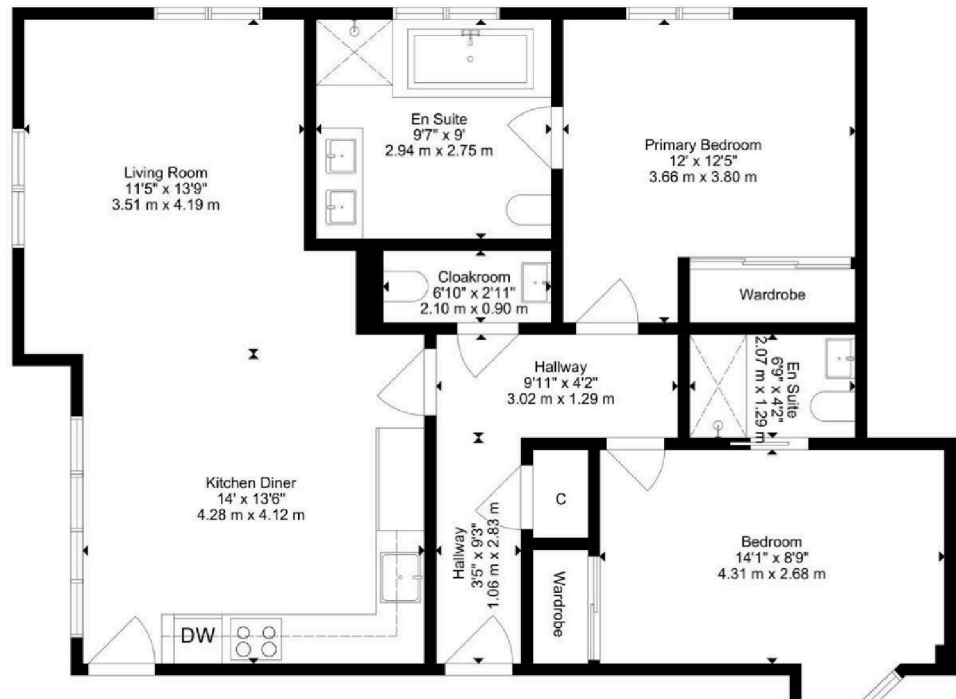 Living Room
11'5" x 13'9"
3.51 m x 4.19 m
En Suite
9'7" x 9'
2.94 m x 2.75 m
Primary Bedroom
12' x 12'5"
3.66 m x 3.80 m
Wardrobe
Cloakroom
6'10" x 2'11"
2.10 m x 0.90 m
Hallway
9'11" x 4'2"
3.02 m x 1.29 m
En Suite
6'9" x 4'2"
2.07 m x 1.29 m
Kitchen Diner
14' x 13'6"
4.28 m x 4.12 m
DW
Hallway
3'5" x 9'3"
1.06 m x 2.83 m
C
Wardrobe
Bedroom
14'1" x 8'9"
4.31 m x 2.68 m